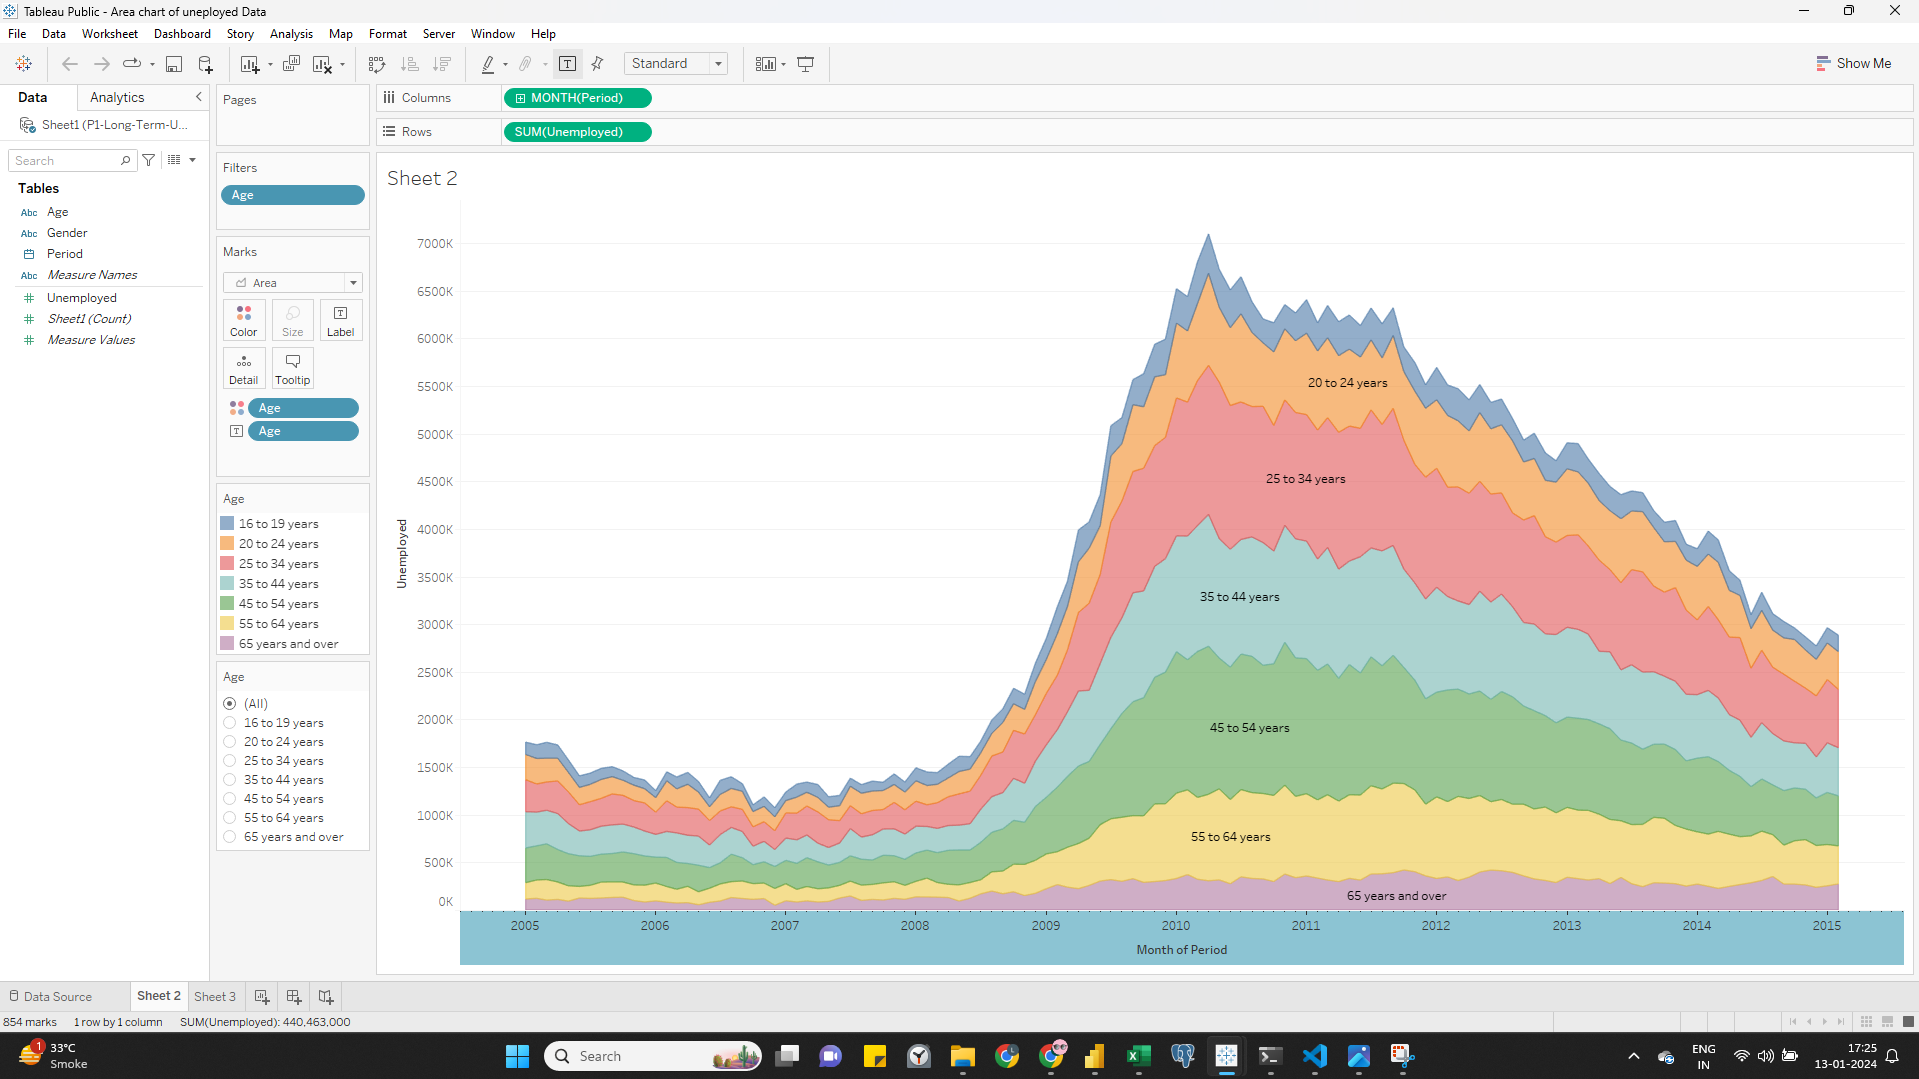 Tableau Public - Area chart of uneployed Data
File Data Worksheet Dashboard Story Analysis Map Format Server Window Help
Standard
Show Me
Data Analytics
Sheet1 (P1-Long-Term-U...
Search
Tables
Abc Age
Abc Gender
Period
Abc Measure Names
Unemployed
Sheet1 (Count)
Measure Values
Pages
Filters
Age
Marks
Area
Color Size Label
Detail Tooltip
Age
Age
Age
16 to 19 years
20 to 24 years
25 to 34 years
35 to 44 years
45 to 54 years
55 to 64 years
65 years and over
Age
(All)
16 to 19 years
20 to 24 years
25 to 34 years
35 to 44 years
45 to 54 years
55 to 64 years
65 years and over
Columns MONTH(Period)
Rows SUM(Unemployed)
Sheet 2
7000K
6500K
6000K
5500K
5000K
4500K
4000K
3500K
3000K
2500K
2000K
1500K
1000K
500K
0K
Unemployed
20 to 24 years
25 to 34 years
35 to 44 years
45 to 54 years
55 to 64 years
65 years and over
2005 2006 2007 2008 2009 2010 2011 2012 2013 2014 2015
Month of Period
Data Source Sheet 2 Sheet 3
854 marks 1 row by 1 column SUM(Unemployed): 440,463,000
1
33°C
Smoke
Search
ENG
IN
17:25
13-01-2024